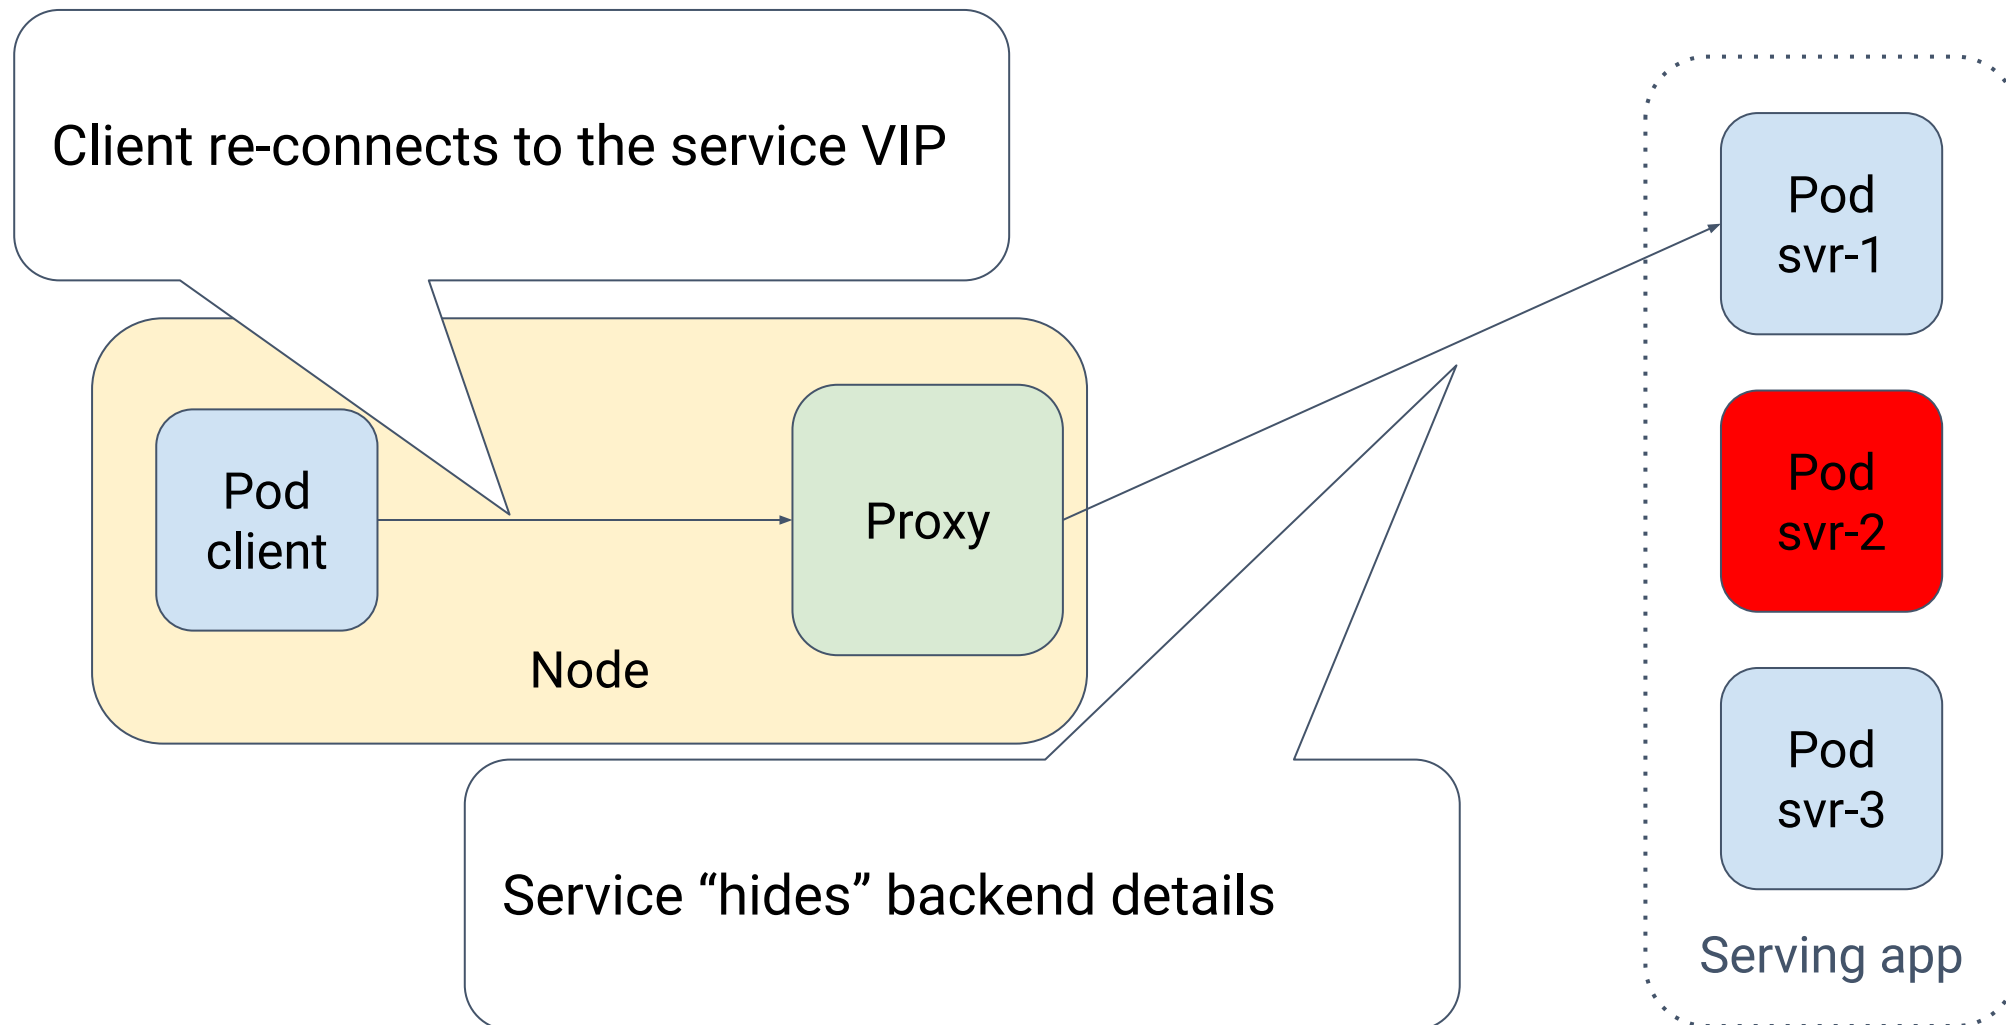 Client re-connects to the service VIP
Pod
client
Proxy
Node
Service “hides” backend details
Pod
svr-1
Pod
svr-2
Pod
svr-3
Serving app